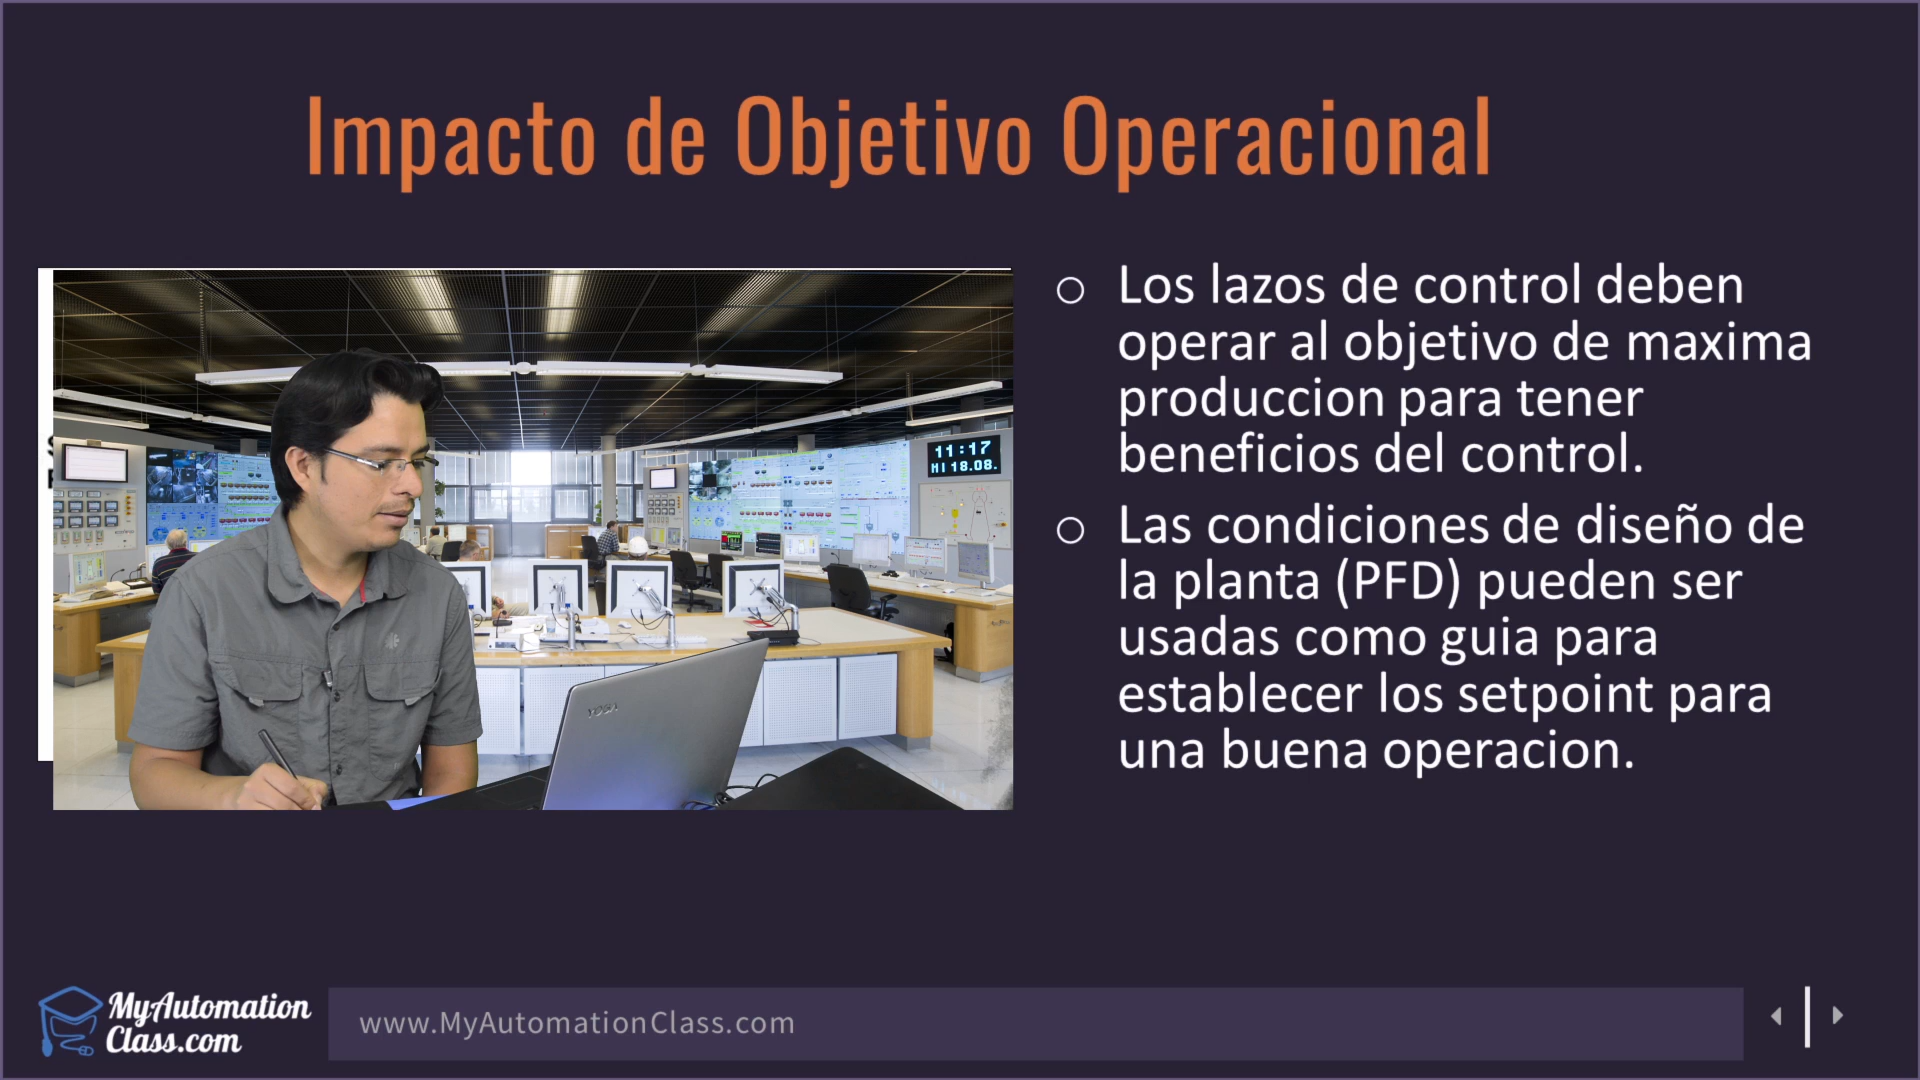 Impacto de Objetivo Operacional
11:17
MI 18.08.
YOGA
○ Los lazos de control deben
operar al objetivo de maxima
produccion para tener
beneficios del control.
○ Las condiciones de diseño de
la planta (PFD) pueden ser
usadas como guia para
establecer los setpoint para
una buena operacion.
MyAutomation
Class.com
www.MyAutomationClass.com